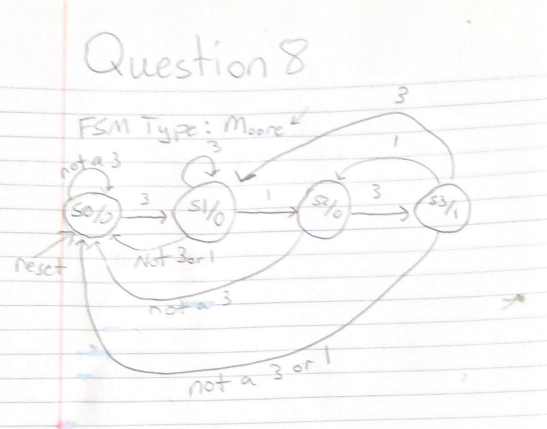 Question 8
FSM Type: Moore
3
3
1
not a 3
S0/0
3
S1/0
1
S2/0
3
S3/1
reset
Not 3 or 1
not a 3
not a 3 or 1